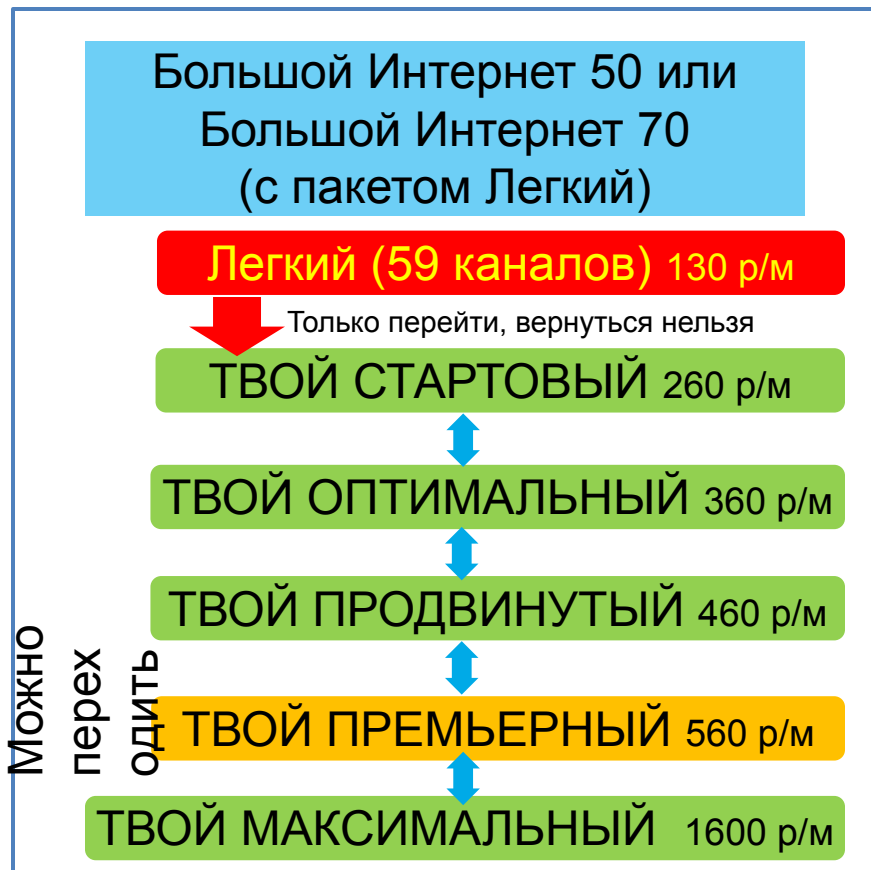 Большой Интернет 50 или
Большой Интернет 70
(с пакетом Легкий)
Легкий (59 каналов) 130 р/м
Только перейти, вернуться нельзя
ТВОЙ СТАРТОВЫЙ 260 р/м
ТВОЙ ОПТИМАЛЬНЫЙ 360 р/м
ТВОЙ ПРОДВИНУТЫЙ 460 р/м
ТВОЙ ПРЕМЬЕРНЫЙ 560 р/м
ТВОЙ МАКСИМАЛЬНЫЙ 1600 р/м
Можно
перех
одить